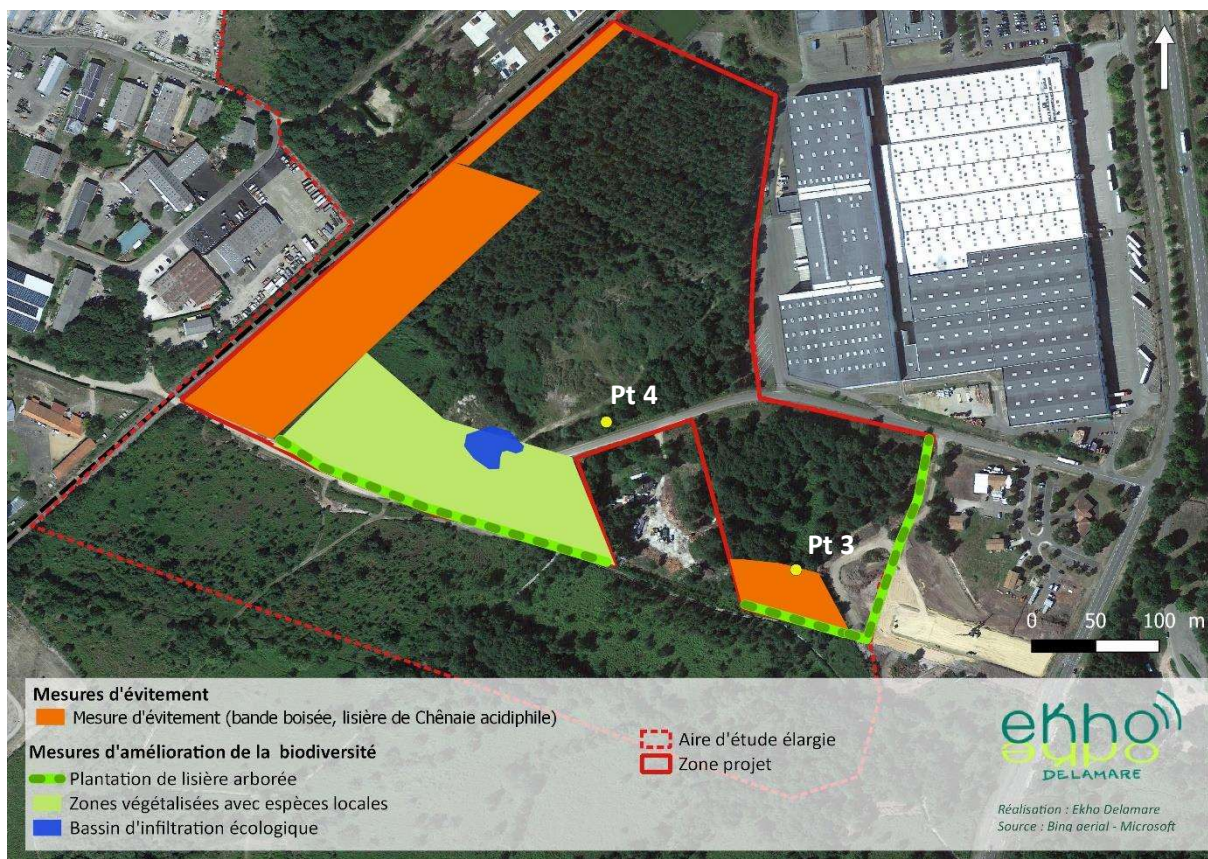 Pt 4
Pt 3
0 50 100 m
Mesures d'évitement
Mesure d'évitement (bande boisée, lisière de Chênaie acidiphile)
Mesures d'amélioration de la biodiversité
Plantation de lisière arborée
Zones végétalisées avec espèces locales
Bassin d'infiltration écologique
Aire d'étude élargie
Zone projet
ekho
DELAMARE
Réalisation : Ekho Delamare
Source : Bing aerial - Microsoft